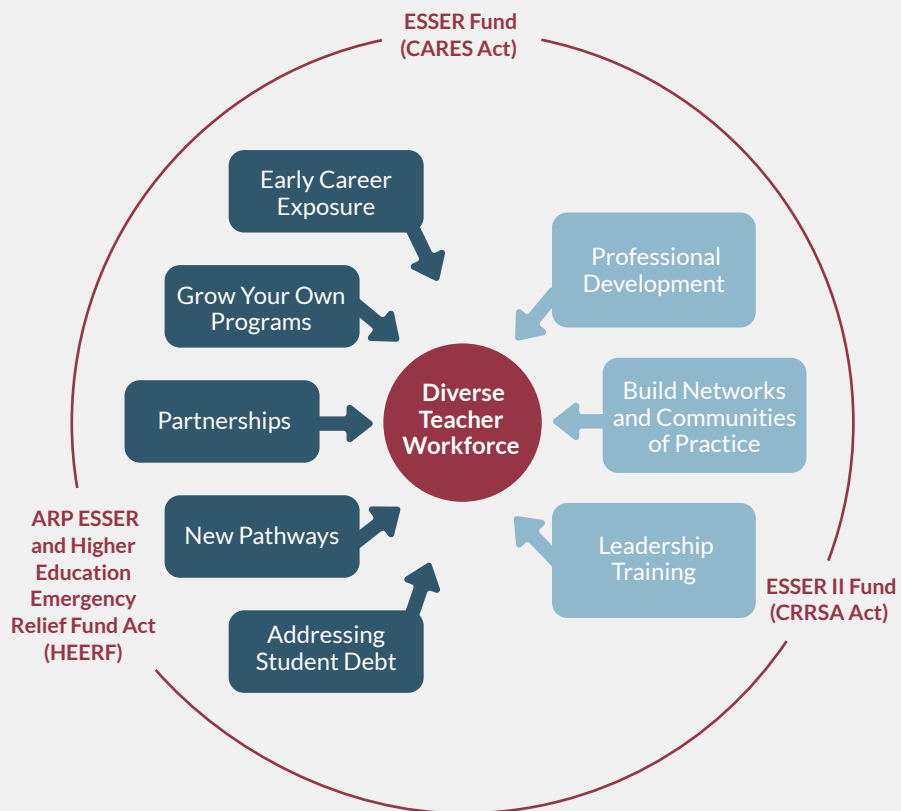 ESSER Fund
(CARES Act)
Early Career
Exposure
Grow Your Own
Programs
Partnerships
New Pathways
Addressing
Student Debt
Diverse
Teacher
Workforce
Professional
Development
Build Networks
and Communities
of Practice
Leadership
Training
ARP ESSER
and Higher
Education
Emergency
Relief Fund Act
(HEERF)
ESSER II Fund
(CRRSA Act)